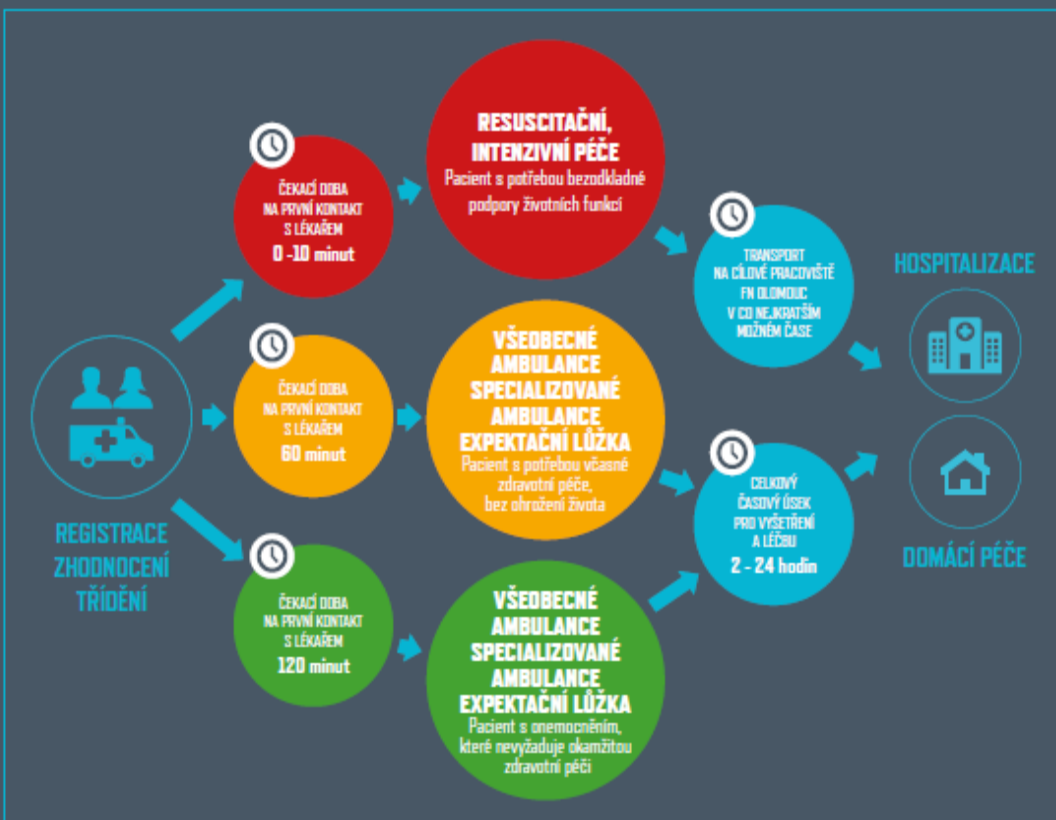 REGISTRACE
ZHODNOCENÍ
TŘÍDĚNÍ
ČEKACÍ DOBA
NA PRVNÍ KONTAKT
S LÉKAŘEM
0 -10 minut
RESUSCITAČNÍ,
INTENZIVNÍ PÉČE
Pacient s potřebou bezodkladné
podpory životních funkcí
TRANSPORT
NA CÍLOVÉ PRACOVIŠTĚ
FN OLOMOUC
V CO NEJKRATŠÍM
MOŽNÉM ČASE
ČEKACÍ DOBA
NA PRVNÍ KONTAKT
S LÉKAŘEM
60 minut
VŠEOBECNÉ
AMBULANCE
SPECIALIZOVANÉ
AMBULANCE
EXPEKTAČNÍ LŮŽKA
Pacient s potřebou včasné
zdravotní péče,
bez ohrožení života
ČEKACÍ DOBA
NA PRVNÍ KONTAKT
S LÉKAŘEM
120 minut
VŠEOBECNÉ
AMBULANCE
SPECIALIZOVANÉ
AMBULANCE
EXPEKTAČNÍ LŮŽKA
Pacient s onemocněním,
které nevyžaduje okamžitou
zdravotní péči
CELKOVÝ
ČASOVÝ ÚSEK
PRO VYŠETŘENÍ
A LÉČBU
2 - 24 hodin
HOSPITALIZACE
DOMÁCÍ PÉČE